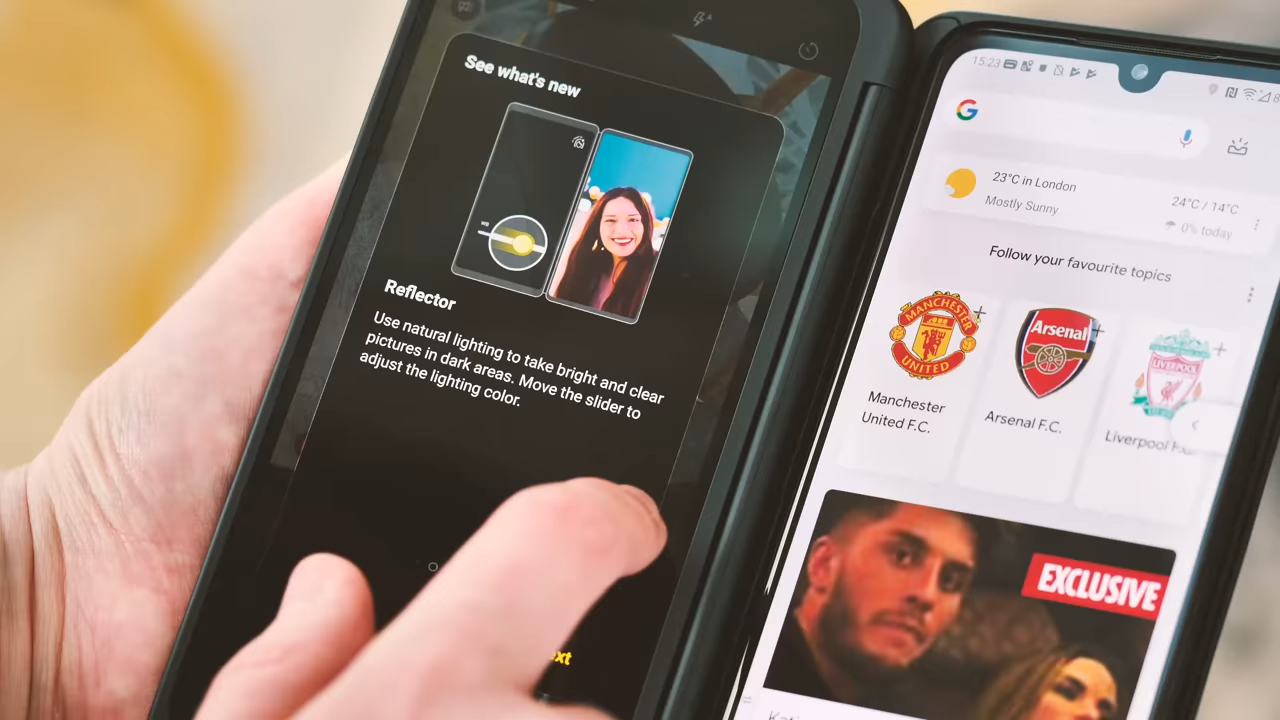 See what's new
WB
Reflector
Use natural lighting to take bright and clear
pictures in dark areas. Move the slider to
adjust the lighting color.
15.23
G
23°C in London
Mostly Sunny
24°C / 14°C
0% today
Follow your favourite topics
MANCHESTER
UNITED
Manchester
United F.C.
Arsenal
Arsenal F.C.
LIVERPOOL
Liverpool
EXCLUSIVE